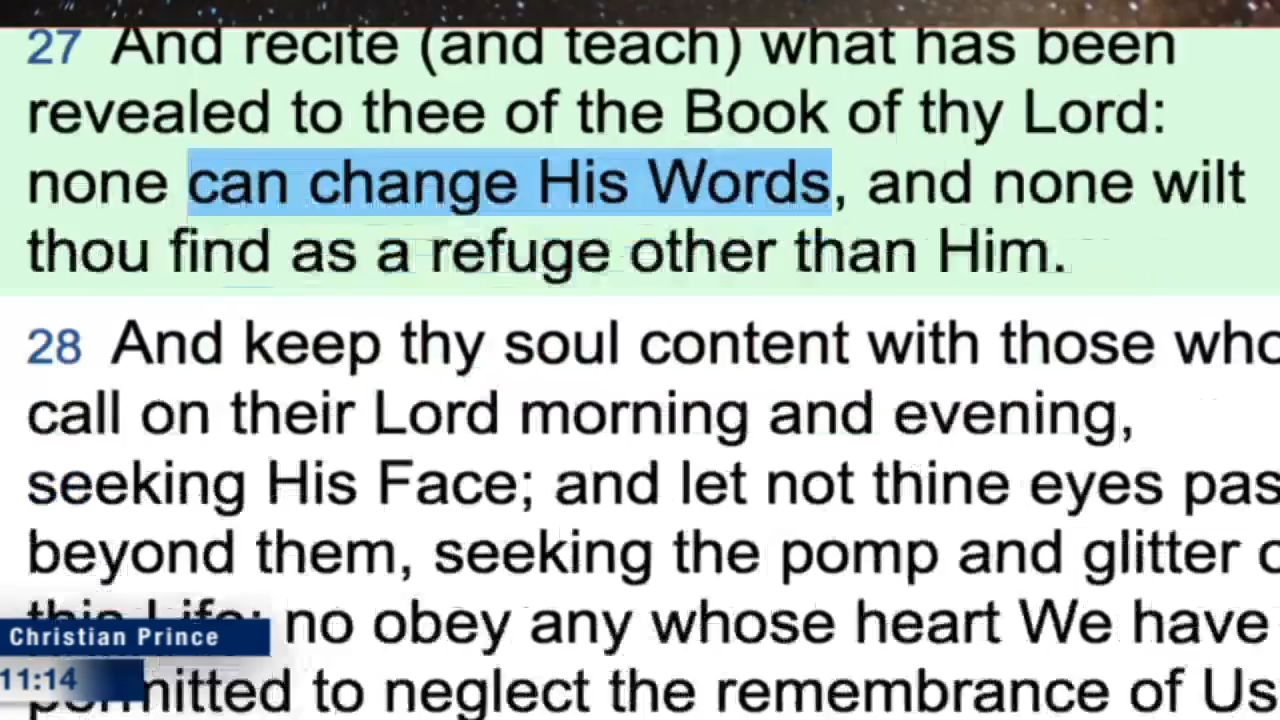 27 And recite (and teach) what has been
revealed to thee of the Book of thy Lord:
none can change His Words, and none wilt
thou find as a refuge other than Him.
28 And keep thy soul content with those who
call on their Lord morning and evening,
seeking His Face; and let not thine eyes pas
beyond them, seeking the pomp and glitter o
this Life; no obey any whose heart We have
Christian Prince
mitted to neglect the remembrance of Us
11:14